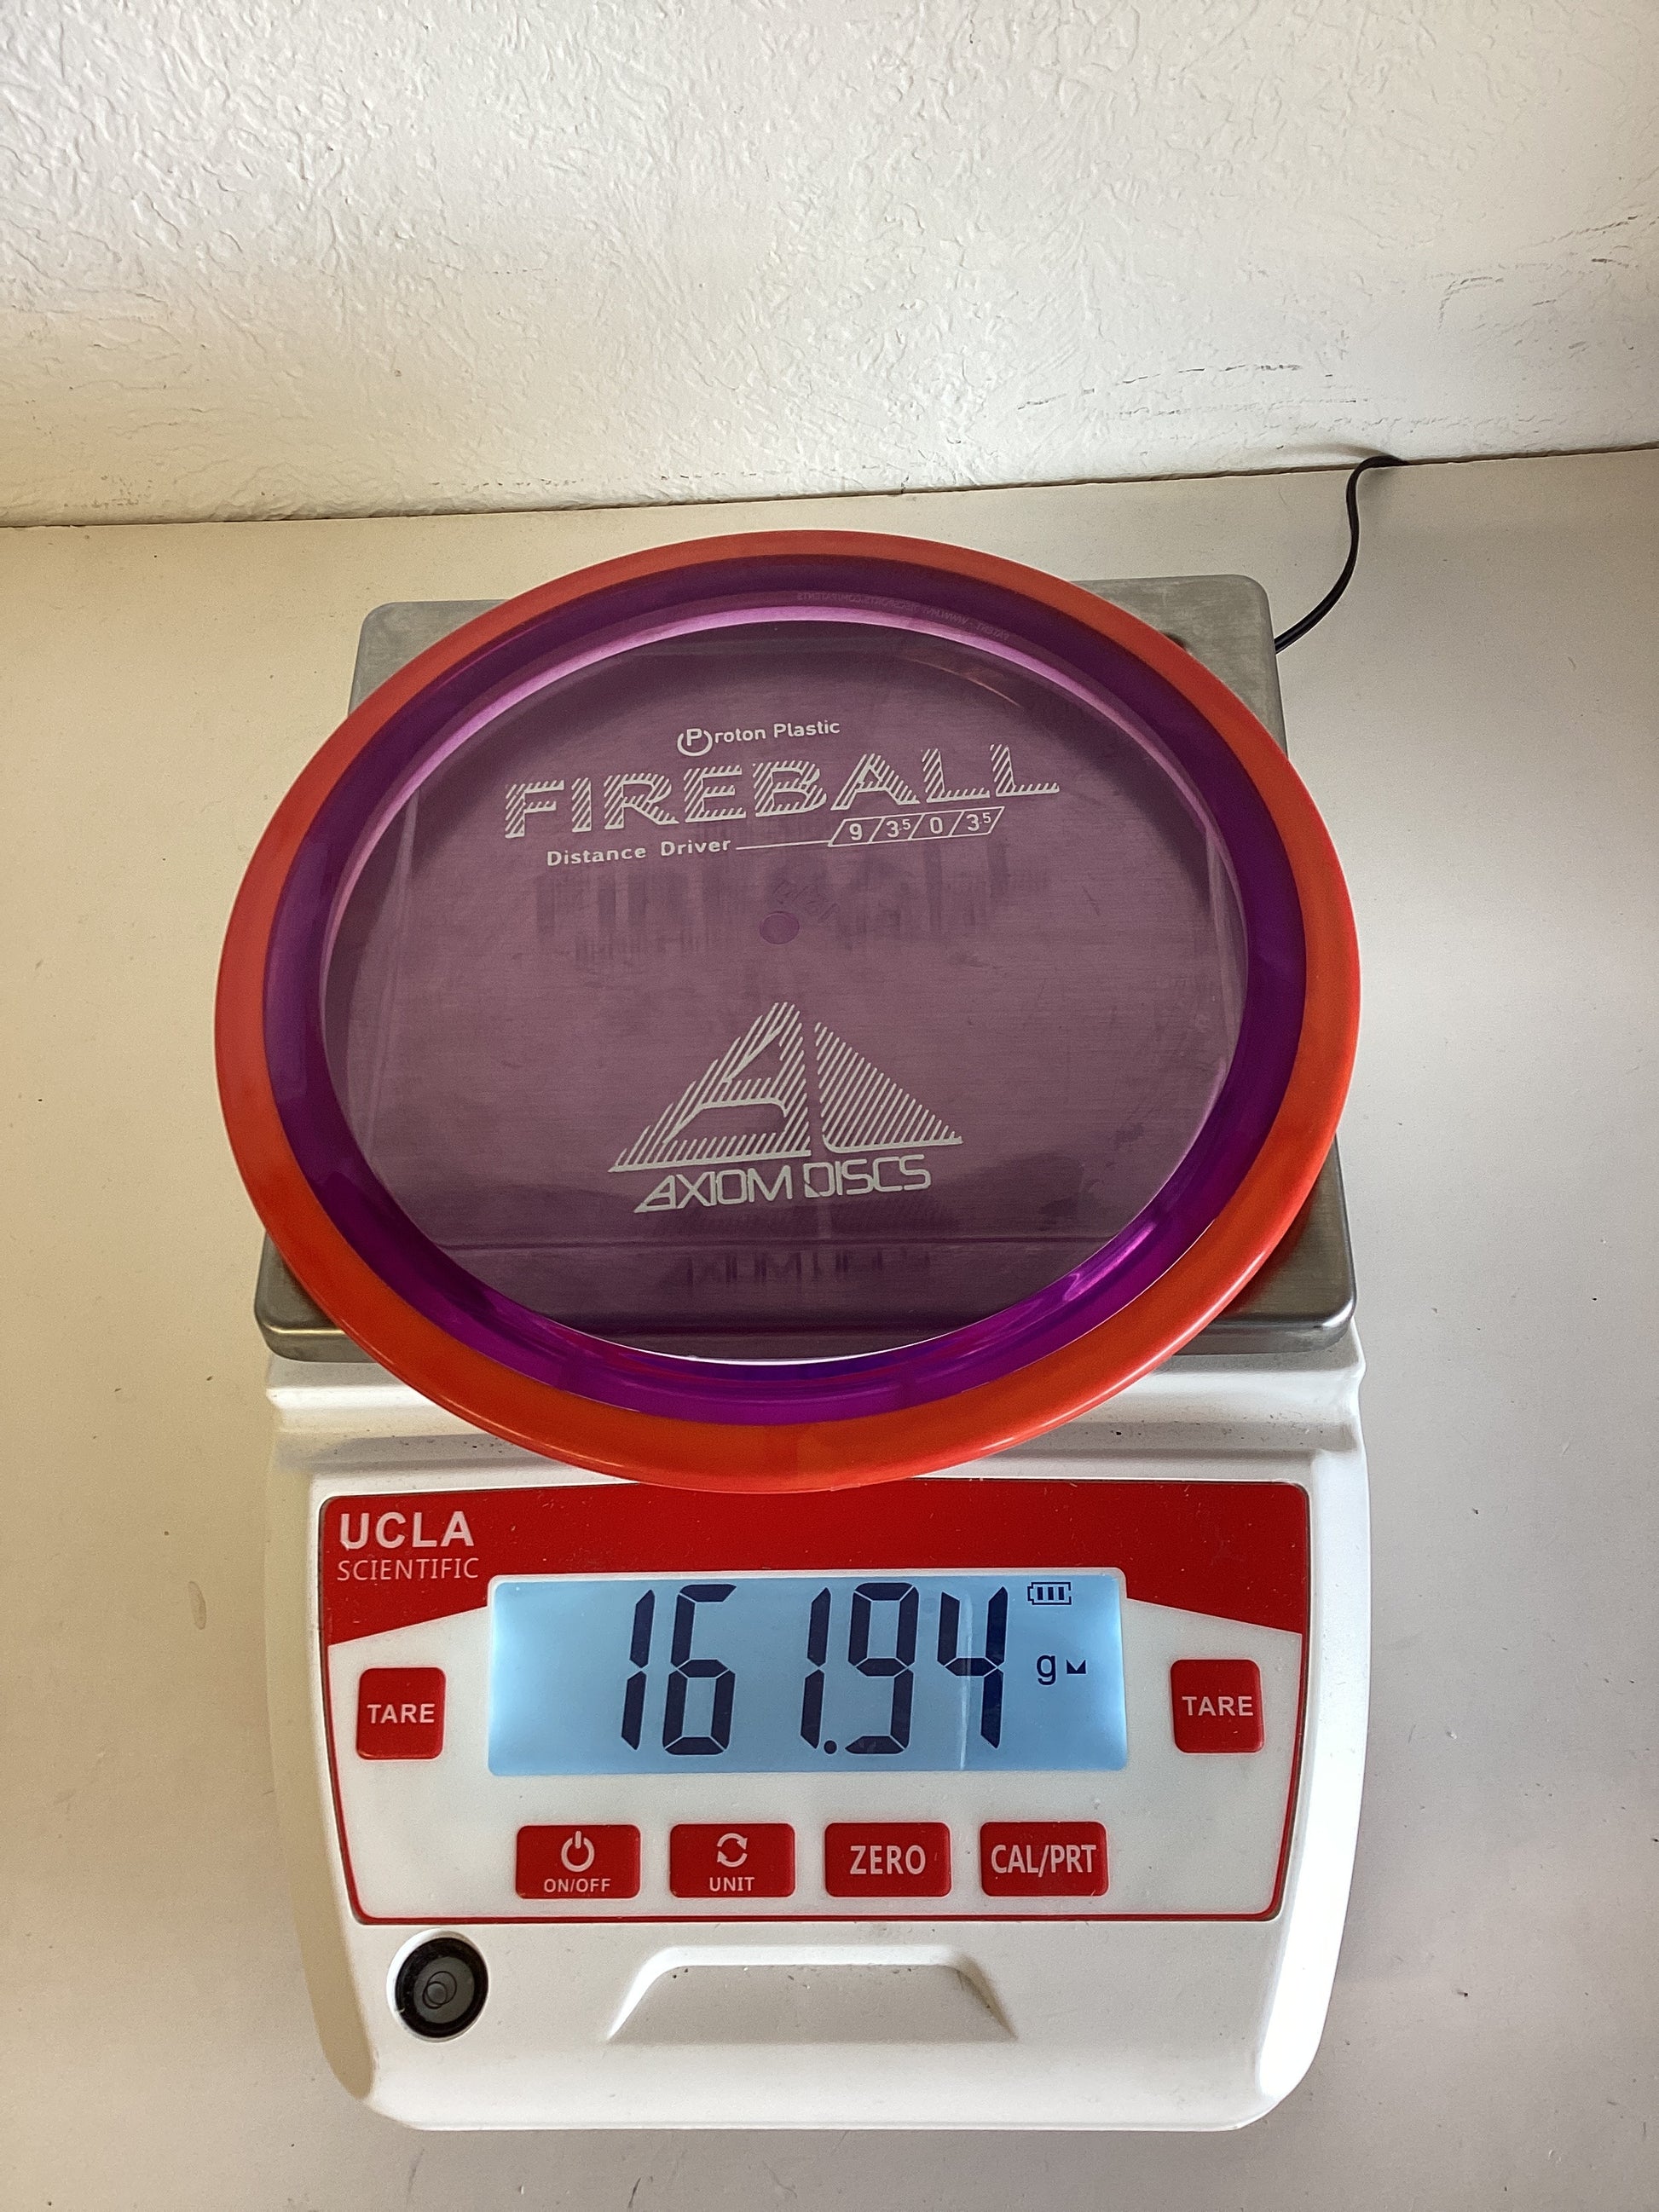 Proton Plastic
FIREBALL
Distance Driver 9/3.5/0/3.5
AXIOM DISCS
UCLA
SCIENTIFIC
161.94 g
TARE
TARE
ON/OFF
UNIT
ZERO
CAL/PRT